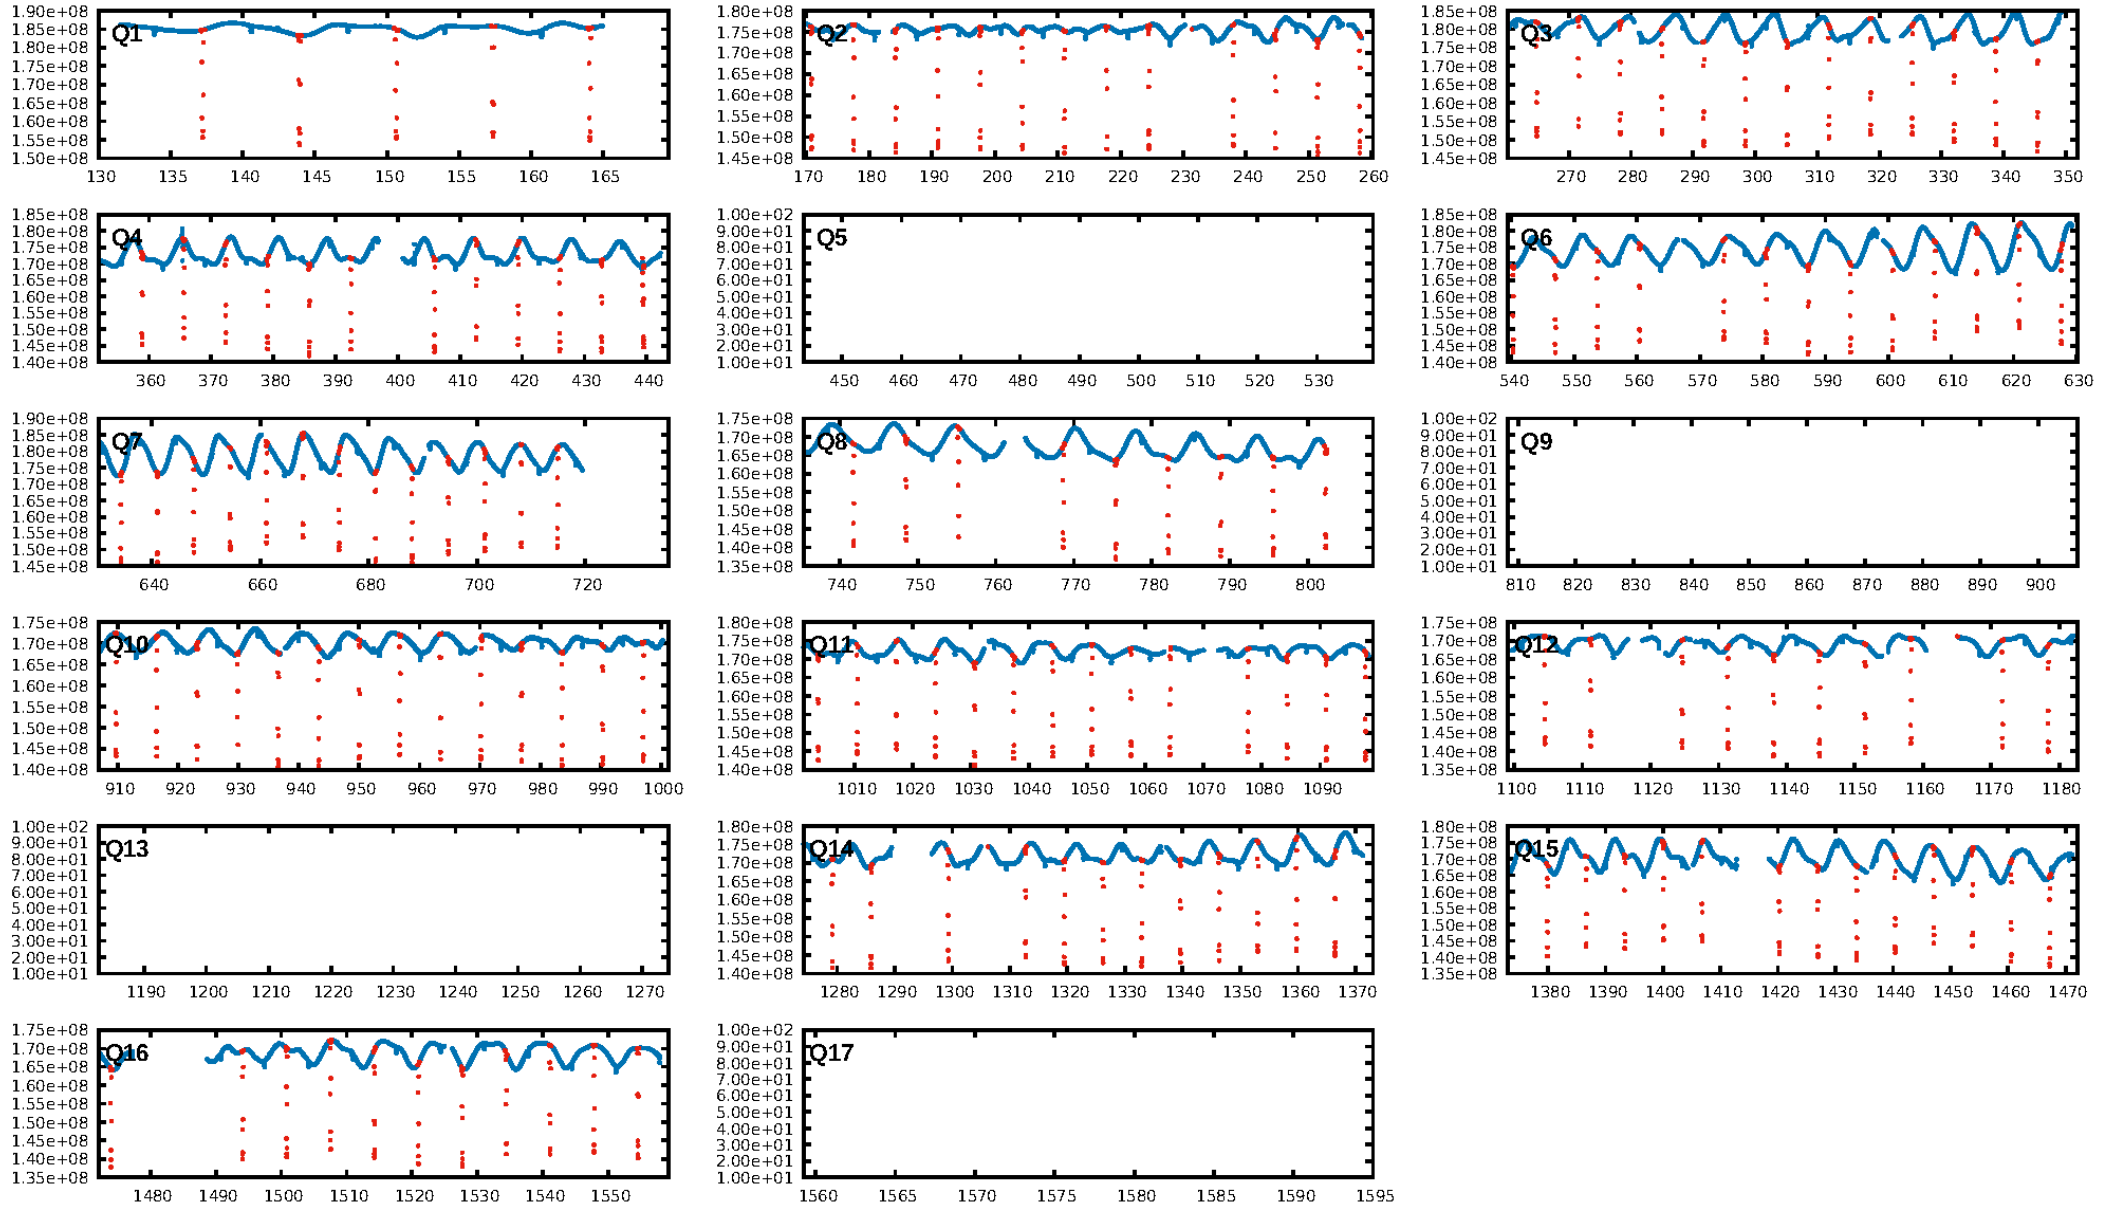 1.90e+08
1.85e+08
1.80e+08
1.75e+08
1.70e+08
1.65e+08
1.60e+08
1.55e+08
1.50e+08
Q1
130 135 140 145 150 155 160 165
1.80e+08
1.75e+08
1.70e+08
1.65e+08
1.60e+08
1.55e+08
1.50e+08
1.45e+08
Q2
170 180 190 200 210 220 230 240 250 260
1.85e+08
1.80e+08
1.75e+08
1.70e+08
1.65e+08
1.60e+08
1.55e+08
1.50e+08
1.45e+08
Q3
270 280 290 300 310 320 330 340 350
1.85e+08
1.80e+08
1.75e+08
1.70e+08
1.65e+08
1.60e+08
1.55e+08
1.50e+08
1.45e+08
1.40e+08
Q4
360 370 380 390 400 410 420 430 440
1.00e+02
9.00e+01
8.00e+01
7.00e+01
6.00e+01
5.00e+01
4.00e+01
3.00e+01
2.00e+01
1.00e+01
Q5
450 460 470 480 490 500 510 520 530
1.85e+08
1.80e+08
1.75e+08
1.70e+08
1.65e+08
1.60e+08
1.55e+08
1.50e+08
1.45e+08
1.40e+08
Q6
540 550 560 570 580 590 600 610 620 630
1.90e+08
1.85e+08
1.80e+08
1.75e+08
1.70e+08
1.65e+08
1.60e+08
1.55e+08
1.50e+08
1.45e+08
Q7
640 660 680 700 720
1.75e+08
1.70e+08
1.65e+08
1.60e+08
1.55e+08
1.50e+08
1.45e+08
1.40e+08
1.35e+08
Q8
740 750 760 770 780 790 800
1.00e+02
9.00e+01
8.00e+01
7.00e+01
6.00e+01
5.00e+01
4.00e+01
3.00e+01
2.00e+01
1.00e+01
Q9
810 820 830 840 850 860 870 880 890 900
1.75e+08
1.70e+08
1.65e+08
1.60e+08
1.55e+08
1.50e+08
1.45e+08
1.40e+08
Q10
910 920 930 940 950 960 970 980 990 1000
1.80e+08
1.75e+08
1.70e+08
1.65e+08
1.60e+08
1.55e+08
1.50e+08
1.45e+08
1.40e+08
Q11
1010 1020 1030 1040 1050 1060 1070 1080 1090
1.75e+08
1.70e+08
1.65e+08
1.60e+08
1.55e+08
1.50e+08
1.45e+08
1.40e+08
1.35e+08
Q12
1100 1110 1120 1130 1140 1150 1160 1170 1180
1.00e+02
9.00e+01
8.00e+01
7.00e+01
6.00e+01
5.00e+01
4.00e+01
3.00e+01
2.00e+01
1.00e+01
Q13
1190 1200 1210 1220 1230 1240 1250 1260 1270
1.80e+08
1.75e+08
1.70e+08
1.65e+08
1.60e+08
1.55e+08
1.50e+08
1.45e+08
1.40e+08
Q14
1280 1290 1300 1310 1320 1330 1340 1350 1360 1370
1.80e+08
1.75e+08
1.70e+08
1.65e+08
1.60e+08
1.55e+08
1.50e+08
1.45e+08
1.40e+08
1.35e+08
Q15
1380 1390 1400 1410 1420 1430 1440 1450 1460 1470
1.75e+08
1.70e+08
1.65e+08
1.60e+08
1.55e+08
1.50e+08
1.45e+08
1.40e+08
1.35e+08
Q16
1480 1490 1500 1510 1520 1530 1540 1550
1.00e+02
9.00e+01
8.00e+01
7.00e+01
6.00e+01
5.00e+01
4.00e+01
3.00e+01
2.00e+01
1.00e+01
Q17
1560 1565 1570 1575 1580 1585 1590 1595